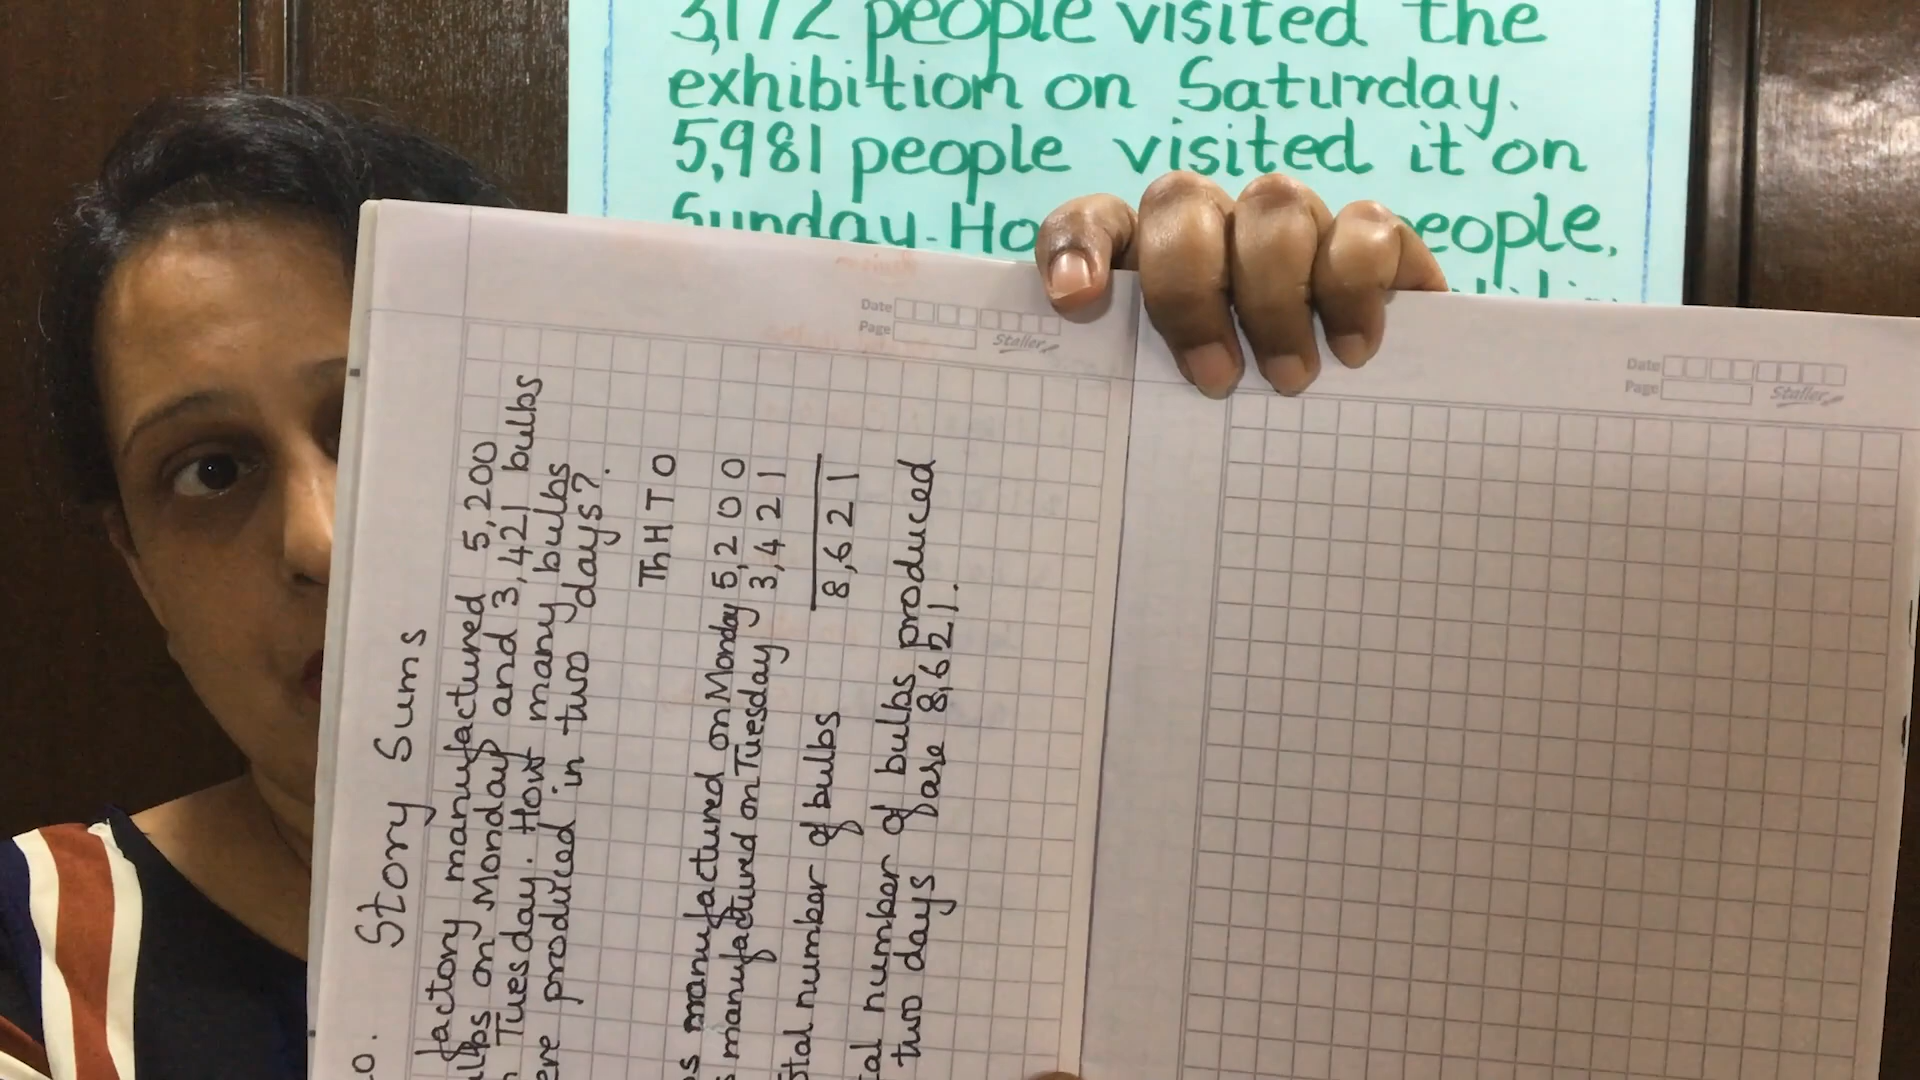 3,172 people visited the
exhibition on Saturday.
5,981 people visited it on
Sunday. Ho people,
Date
Page
Staller
Date
Page
Staller
Story Sums
factory manufactured 5,200
on Monday and 3,421 bulbs
Tuesday. How many bulbs
produced in two days?
Th H T O
manufactured on Monday 5,200
manufactured on Tuesday 3,421
Total number of bulbs 8,621
number of bulbs produced
two days are 8,621.